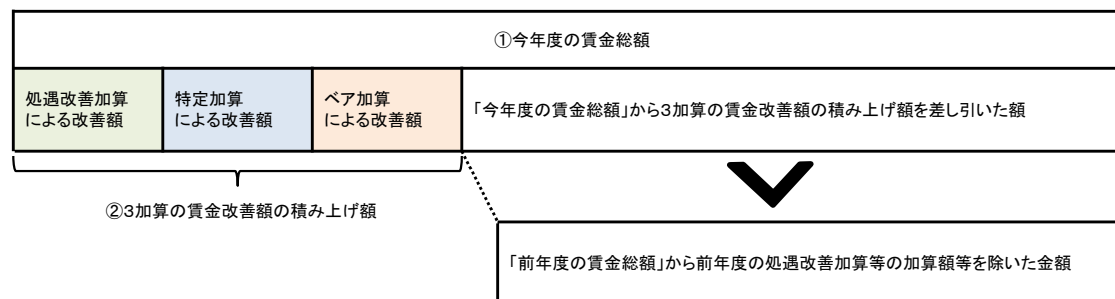 ①今年度の賃金総額
処遇改善加算
による改善額
特定加算
による改善額
ベア加算
による改善額
「今年度の賃金総額」から3加算の賃金改善額の積み上げ額を差し引いた額
②3加算の賃金改善額の積み上げ額
「前年度の賃金総額」から前年度の処遇改善加算等の加算額等を除いた金額